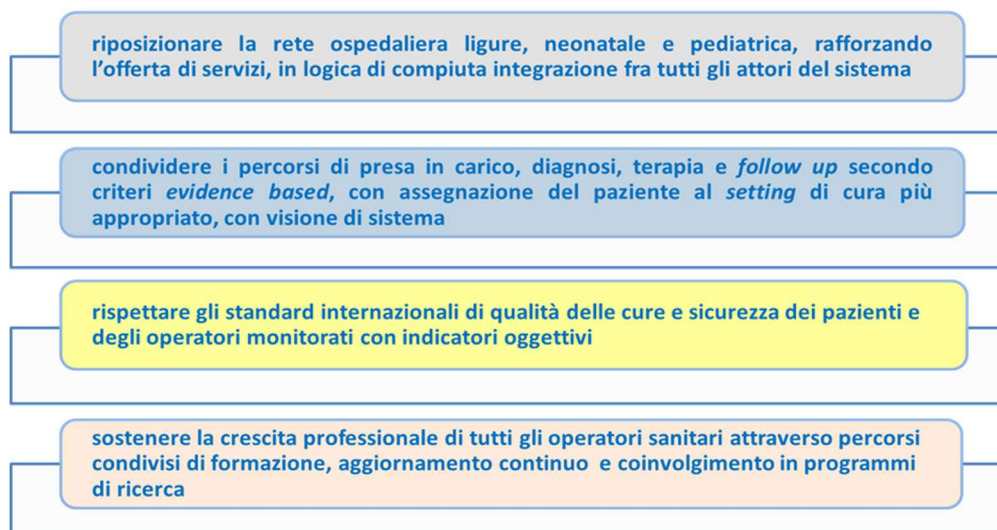 riposizionare la rete ospedaliera ligure, neonatale e pediatrica, rafforzando
l'offerta di servizi, in logica di compiuta integrazione fra tutti gli attori del sistema
condividere i percorsi di presa in carico, diagnosi, terapia e follow up secondo
criteri evidence based, con assegnazione del paziente al setting di cura più
appropriato, con visione di sistema
rispettare gli standard internazionali di qualità delle cure e sicurezza dei pazienti e
degli operatori monitorati con indicatori oggettivi
sostenere la crescita professionale di tutti gli operatori sanitari attraverso percorsi
condivisi di formazione, aggiornamento continuo e coinvolgimento in programmi
di ricerca